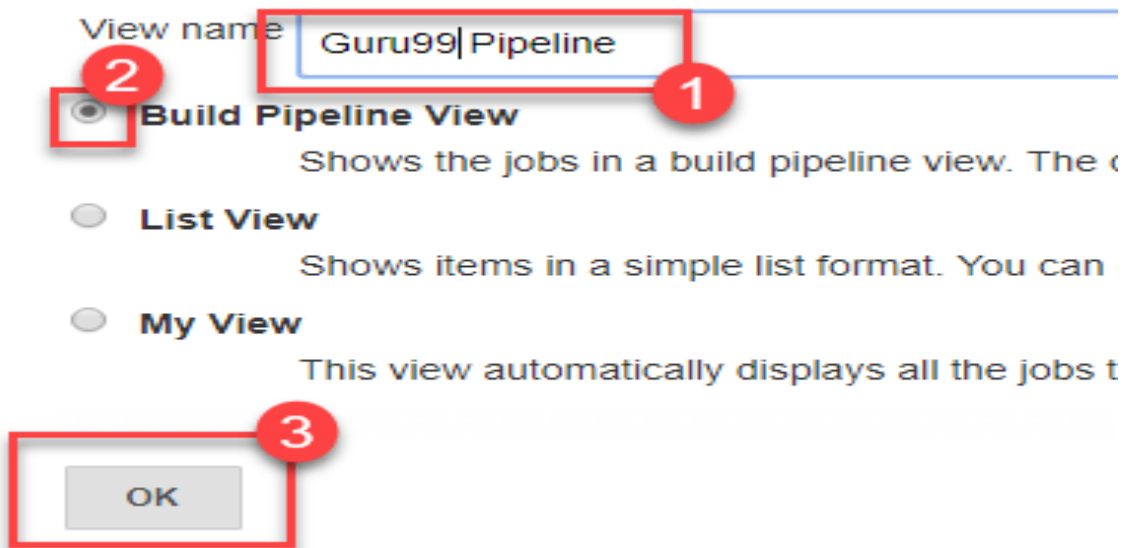 View name Guru99 Pipeline
2
1
Build Pipeline View
Shows the jobs in a build pipeline view. The
List View
Shows items in a simple list format. You can
My View
This view automatically displays all the jobs
3
OK